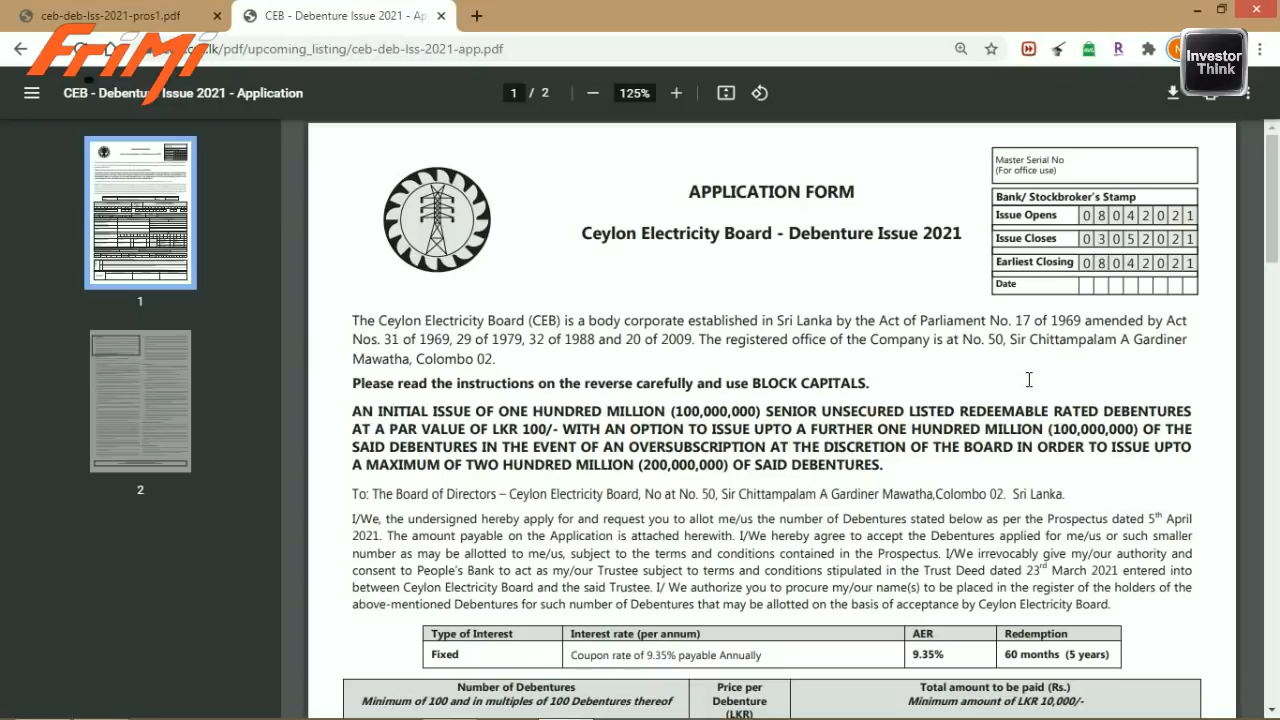 ceb-deb-Iss-2021-pros1.pdf
CEB - Debenture Issue 2021 - Ap
.lk/pdf/upcoming_listing/ceb-deb-Iss-2021-app.pdf
FriMi
Investor
Think
CEB - Debenture Issue 2021 - Application
1 / 2
125%
Master Serial No
(For office use)
APPLICATION FORM
Bank/ Stockbroker's Stamp
Issue Opens 0 8 0 4 2 0 2 1
Ceylon Electricity Board - Debenture Issue 2021
Issue Closes 0 3 0 5 2 0 2 1
Earliest Closing 0 8 0 4 2 0 2 1
Date
1
The Ceylon Electricity Board (CEB) is a body corporate established in Sri Lanka by the Act of Parliament No. 17 of 1969 amended by Act
Nos. 31 of 1969, 29 of 1979, 32 of 1988 and 20 of 2009. The registered office of the Company is at No. 50, Sir Chittampalam A Gardiner
Mawatha, Colombo 02.
Please read the instructions on the reverse carefully and use BLOCK CAPITALS.
AN INITIAL ISSUE OF ONE HUNDRED MILLION (100,000,000) SENIOR UNSECURED LISTED REDEEMABLE RATED DEBENTURES
AT A PAR VALUE OF LKR 100/- WITH AN OPTION TO ISSUE UPTO A FURTHER ONE HUNDRED MILLION (100,000,000) OF THE
SAID DEBENTURES IN THE EVENT OF AN OVERSUBSCRIPTION AT THE DISCRETION OF THE BOARD IN ORDER TO ISSUE UPTO
A MAXIMUM OF TWO HUNDRED MILLION (200,000,000) OF SAID DEBENTURES.
2
To: The Board of Directors – Ceylon Electricity Board, No at No. 50, Sir Chittampalam A Gardiner Mawatha,Colombo 02. Sri Lanka.
I/We, the undersigned hereby apply for and request you to allot me/us the number of Debentures stated below as per the Prospectus dated 5th April
2021. The amount payable on the Application is attached herewith. I/We hereby agree to accept the Debentures applied for me/us or such smaller
number as may be allotted to me/us, subject to the terms and conditions contained in the Prospectus. I/We irrevocably give my/our authority and
consent to People's Bank to act as my/our Trustee subject to terms and conditions stipulated in the Trust Deed dated 23rd March 2021 entered into
between Ceylon Electricity Board and the said Trustee. I/ We authorize you to procure my/our name(s) to be placed in the register of the holders of the
above-mentioned Debentures for such number of Debentures that may be allotted on the basis of acceptance by Ceylon Electricity Board.
Type of Interest Interest rate (per annum) AER Redemption
Fixed Coupon rate of 9.35% payable Annually 9.35% 60 months (5 years)
Number of Debentures Price per Total amount to be paid (Rs.)
Minimum of 100 and in multiples of 100 Debentures thereof Debenture Minimum amount of LKR 10,000/-
(LKR)